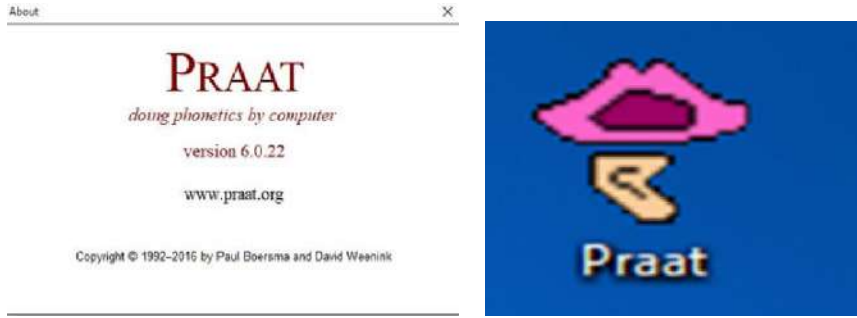 About
PRAAT
doing phonetics by computer
version 6.0.22
www.praat.org
Copyright © 1992–2016 by Paul Boersma and David Weenink
Praat